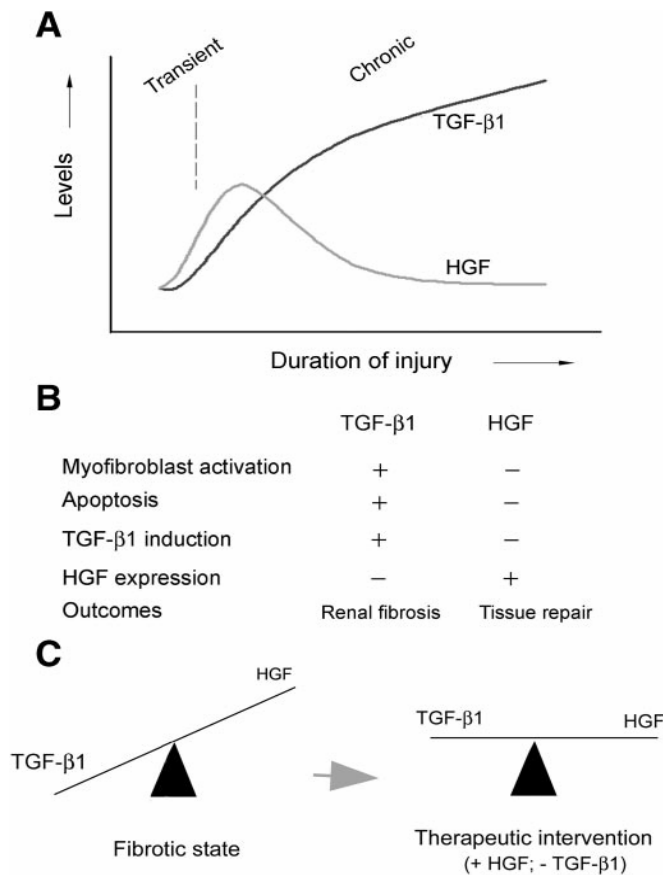 A
Transient
Chronic
TGF-β1
Levels
HGF
Duration of injury
B
TGF-β1 HGF
Myofibroblast activation + −
Apoptosis + −
TGF-β1 induction + −
HGF expression − +
Outcomes Renal fibrosis Tissue repair
C
HGF
TGF-β1
Fibrotic state
TGF-β1 HGF
Therapeutic intervention
(+ HGF; - TGF-β1)